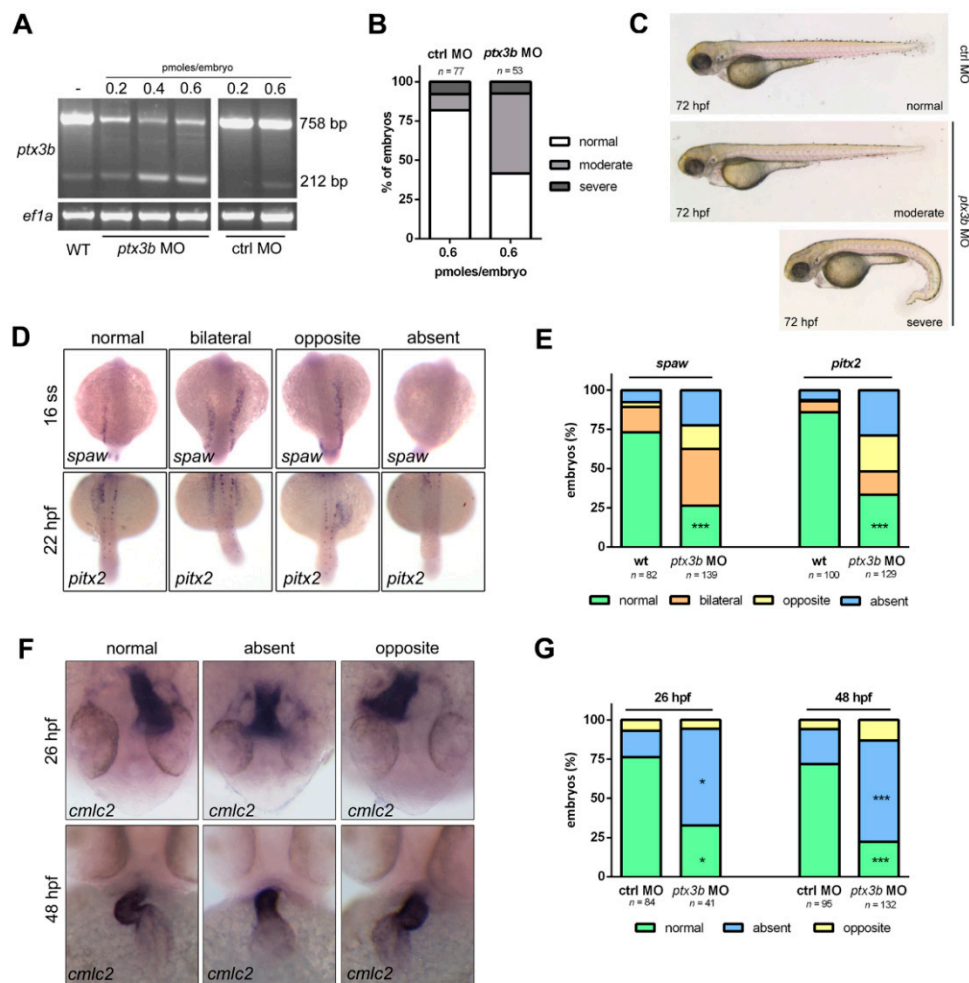 A
pmoles/embryo
- 0.2 0.4 0.6 0.2 0.6
ptx3b
758 bp
212 bp
ef1a
WT ptx3b MO ctrl MO
B
ctrl MO ptx3b MO
n = 77 n = 53
% of embryos
100
75
50
25
0
0.6 0.6
pmoles/embryo
normal
moderate
severe
C
72 hpf normal
ctrl MO
72 hpf moderate
72 hpf severe
ptx3b MO
D
normal bilateral opposite absent
16 ss
spaw spaw spaw spaw
22 hpf
pitx2 pitx2 pitx2 pitx2
E
spaw pitx2
embryos (%)
100
75
50
25
0
*** ***
wt ptx3b MO wt ptx3b MO
n = 82 n = 139 n = 100 n = 129
normal bilateral opposite absent
F
normal absent opposite
26 hpf
cmlc2 cmlc2 cmlc2
48 hpf
cmlc2 cmlc2 cmlc2
G
26 hpf 48 hpf
embryos (%)
100
75
50
25
0
* ***
* ***
ctrl MO ptx3b MO ctrl MO ptx3b MO
n = 84 n = 41 n = 95 n = 132
normal absent opposite